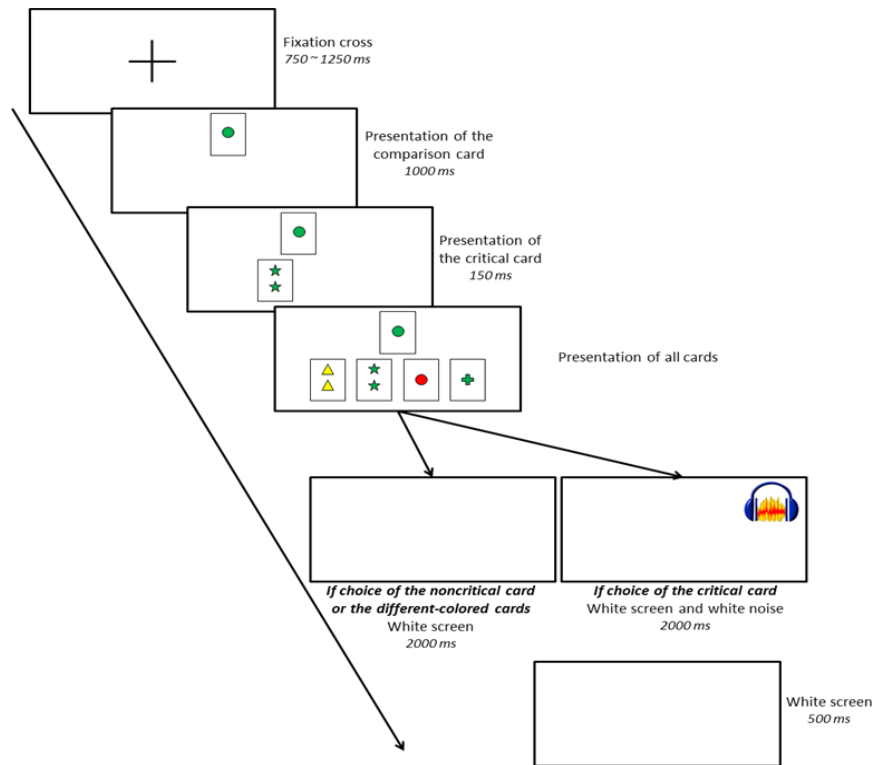 Fixation cross
750 ~ 1250 ms
Presentation of the
comparison card
1000 ms
Presentation of
the critical card
150 ms
Presentation of all cards
If choice of the noncritical card
or the different-colored cards
White screen
2000 ms
If choice of the critical card
White screen and white noise
2000 ms
White screen
500 ms